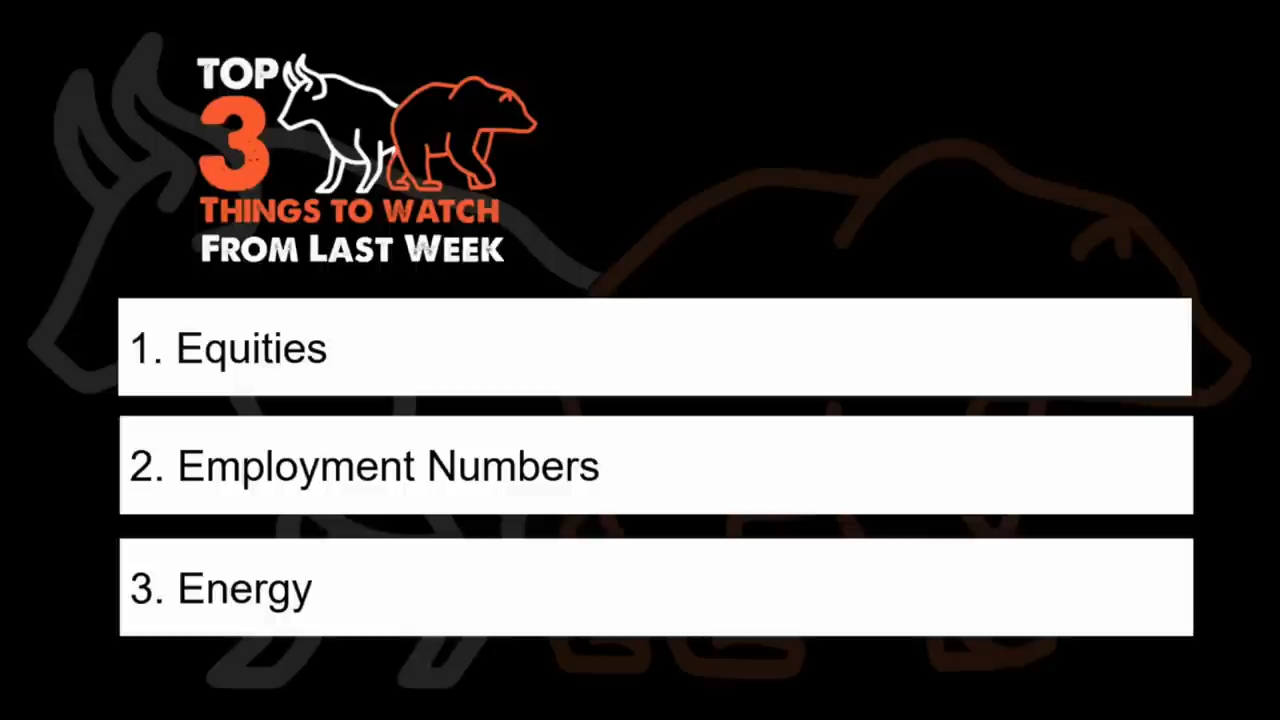 TOP
3
THINGS TO WATCH
FROM LAST WEEK
1. Equities
2. Employment Numbers
3. Energy